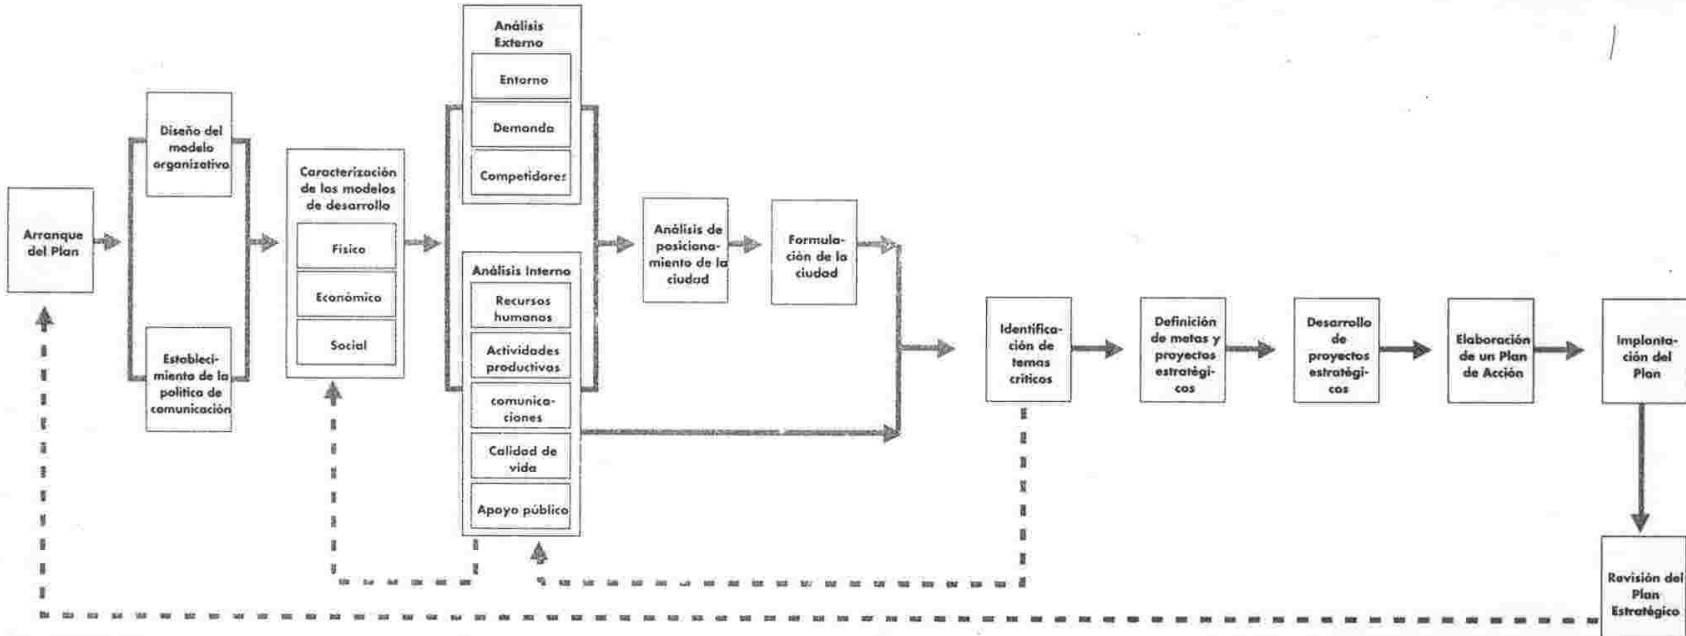 Arranque
del Plan
Diseño del
modelo
organizativo
Estableci-
miento de la
política de
comunicación
Caracterización
de los modelos
de desarrollo
Físico
Económico
Social
Análisis
Externo
Entorno
Demanda
Competidores
Análisis Interno
Recursos
humanos
Actividades
productivas
comunica-
ciones
Calidad de
vida
Apoyo público
Análisis de
posiciona-
miento de la
ciudad
Formula-
ción de la
ciudad
Identifica-
ción de
temas
críticos
Definición
de metas y
proyectos
estratégi-
cos
Desarrollo
de
proyectos
estratégi-
cos
Elaboración
de un Plan
de Acción
Implanta-
ción del
Plan
Revisión del
Plan
Estratégico